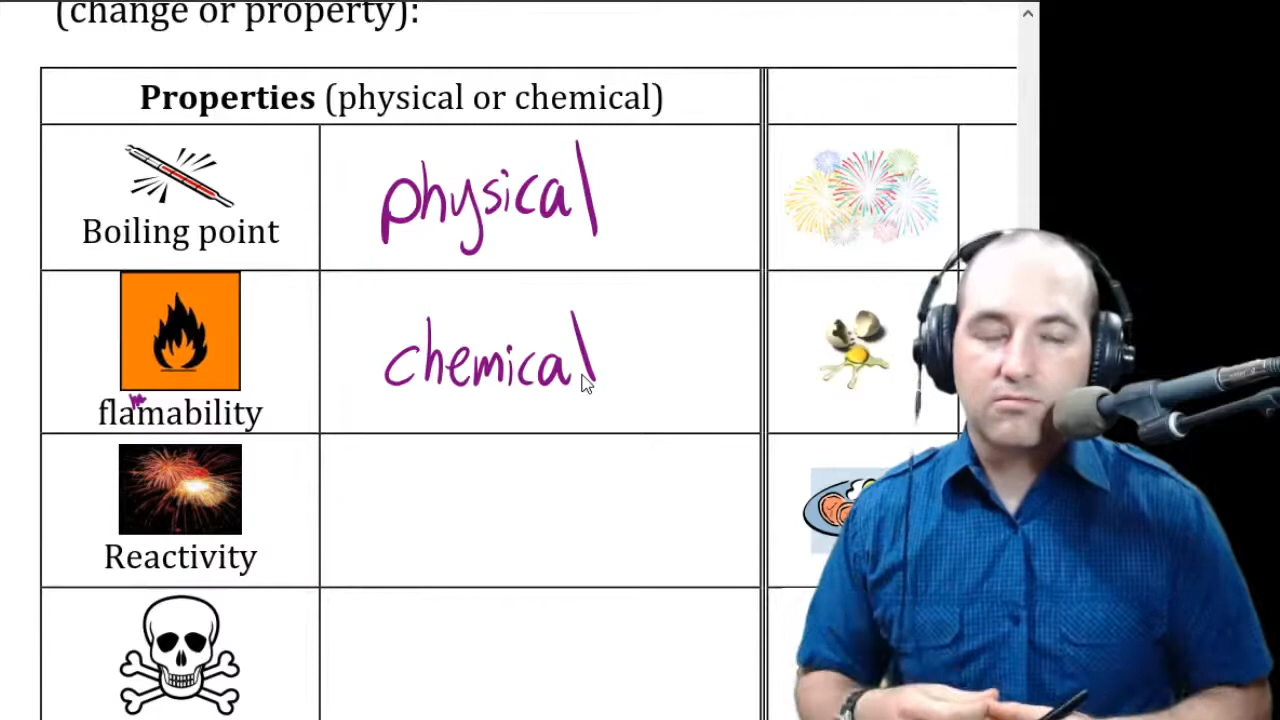 (change or property):
Properties (physical or chemical)
physical
Boiling point
chemical
flamability
m
Reactivity